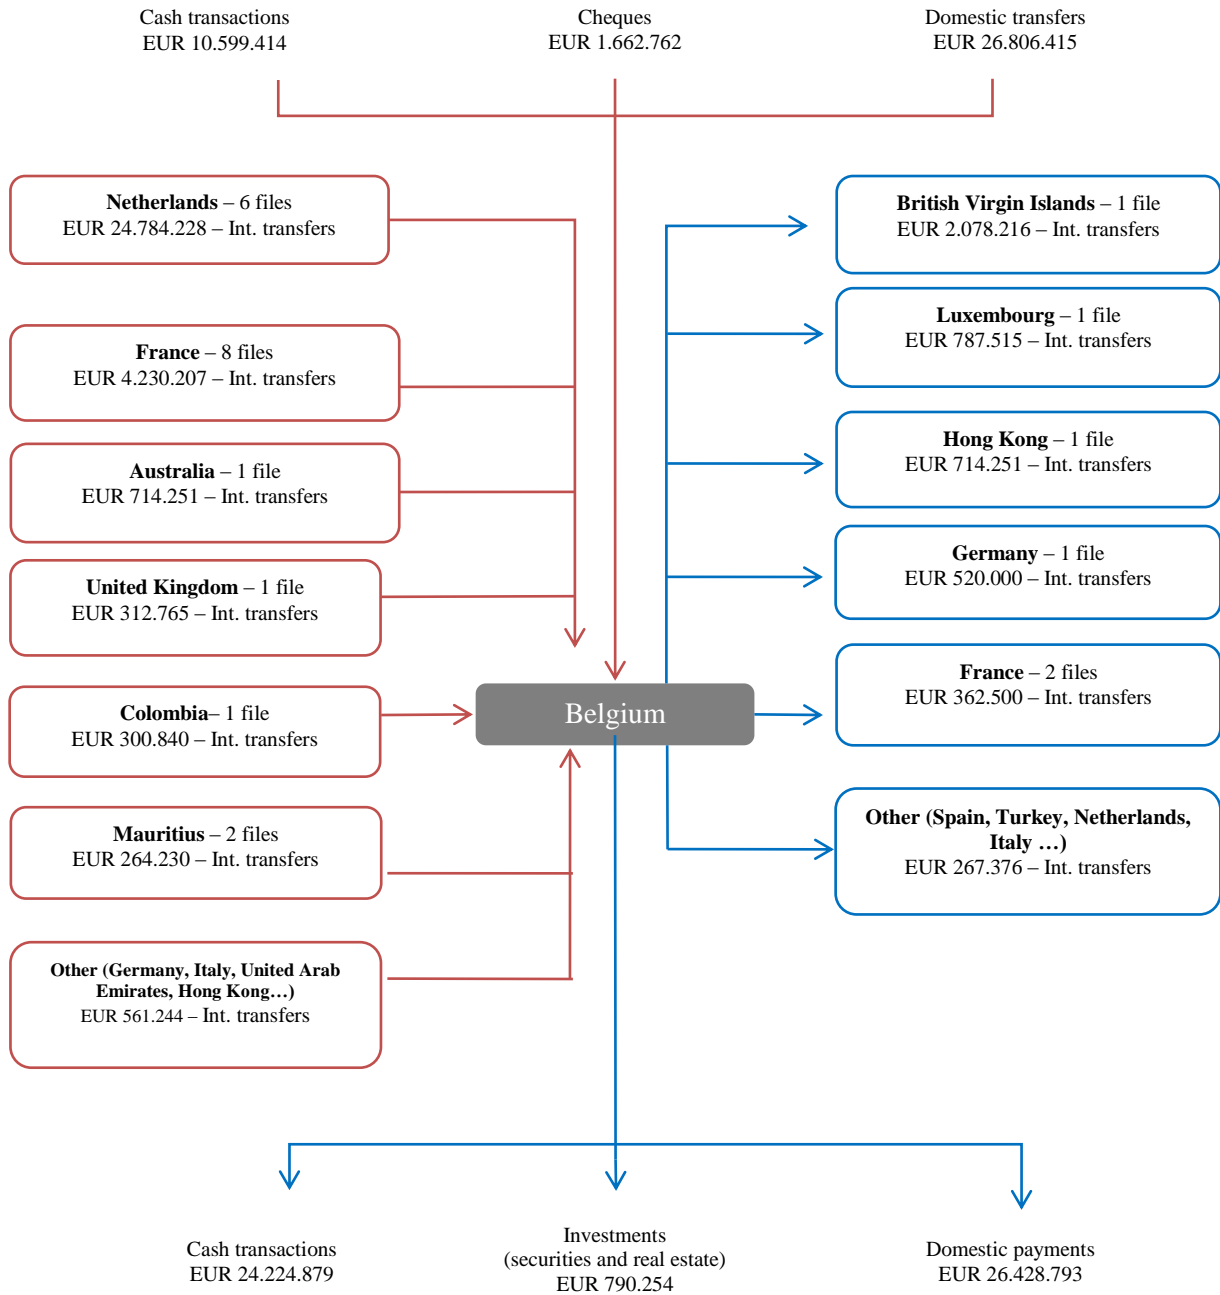 Cash transactions
EUR 10.599.414
Cheques
EUR 1.662.762
Domestic transfers
EUR 26.806.415
Netherlands – 6 files
EUR 24.784.228 – Int. transfers
France – 8 files
EUR 4.230.207 – Int. transfers
Australia – 1 file
EUR 714.251 – Int. transfers
United Kingdom – 1 file
EUR 312.765 – Int. transfers
Colombia– 1 file
EUR 300.840 – Int. transfers
Mauritius – 2 files
EUR 264.230 – Int. transfers
Other (Germany, Italy, United Arab
Emirates, Hong Kong…)
EUR 561.244 – Int. transfers
Belgium
British Virgin Islands – 1 file
EUR 2.078.216 – Int. transfers
Luxembourg – 1 file
EUR 787.515 – Int. transfers
Hong Kong – 1 file
EUR 714.251 – Int. transfers
Germany – 1 file
EUR 520.000 – Int. transfers
France – 2 files
EUR 362.500 – Int. transfers
Other (Spain, Turkey, Netherlands,
Italy …)
EUR 267.376 – Int. transfers
Cash transactions
EUR 24.224.879
Investments
(securities and real estate)
EUR 790.254
Domestic payments
EUR 26.428.793